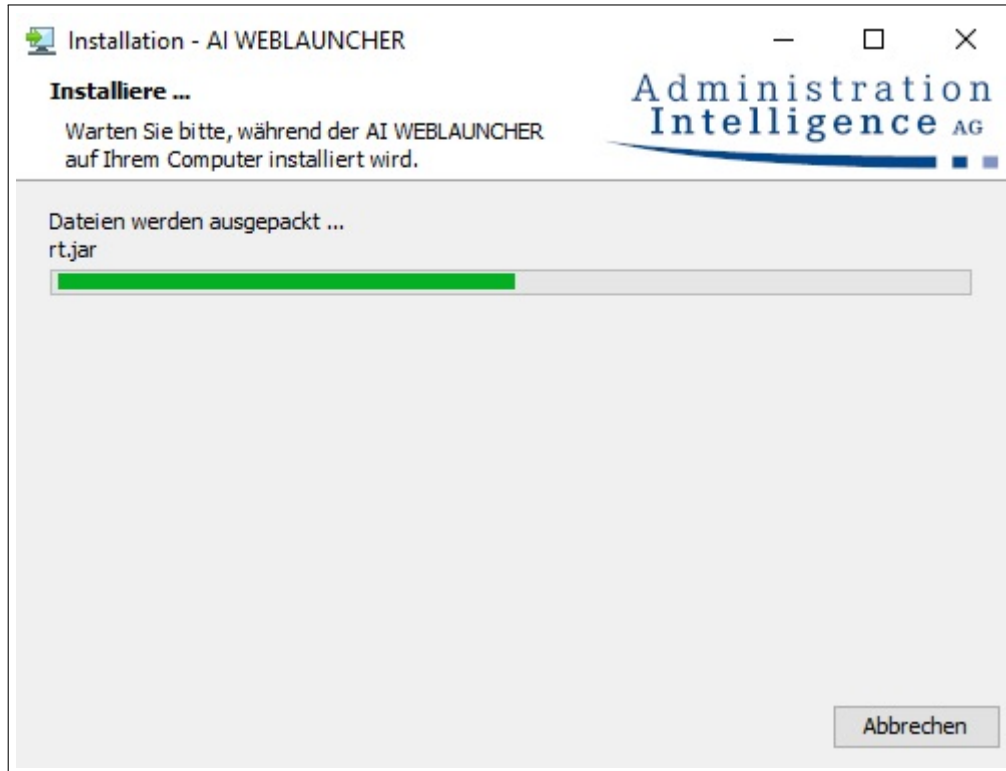 Installation - AI WEBLAUNCHER
Installiere ...
Warten Sie bitte, während der AI WEBLAUNCHER
auf Ihrem Computer installiert wird.
Administration
Intelligence AG
Dateien werden ausgepackt ...
rt.jar
Abbrechen